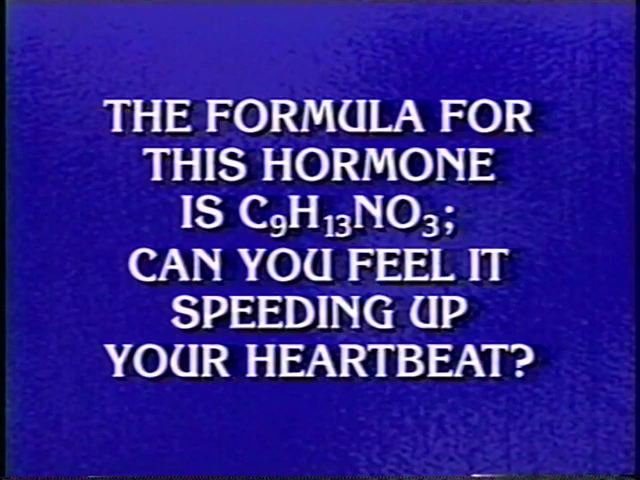 THE FORMULA FOR
THIS HORMONE
IS C₉H₁₃NO₃;
CAN YOU FEEL IT
SPEEDING UP
YOUR HEARTBEAT?